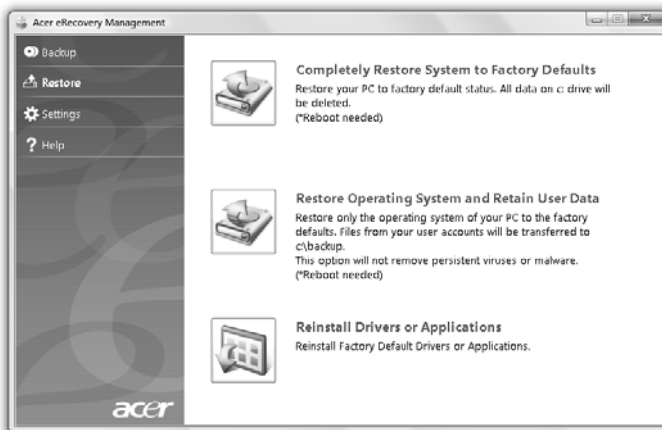 Acer eRecovery Management
Backup
Restore
Settings
Help
Completely Restore System to Factory Defaults
Restore your PC to factory default status. All data on c: drive will
be deleted.
(*Reboot needed)
Restore Operating System and Retain User Data
Restore only the operating system of your PC to the factory
defaults. Files from your user accounts will be transferred to
c:\backup.
This option will not remove persistent viruses or malware.
(*Reboot needed)
Reinstall Drivers or Applications
Reinstall Factory Default Drivers or Applications.
acer